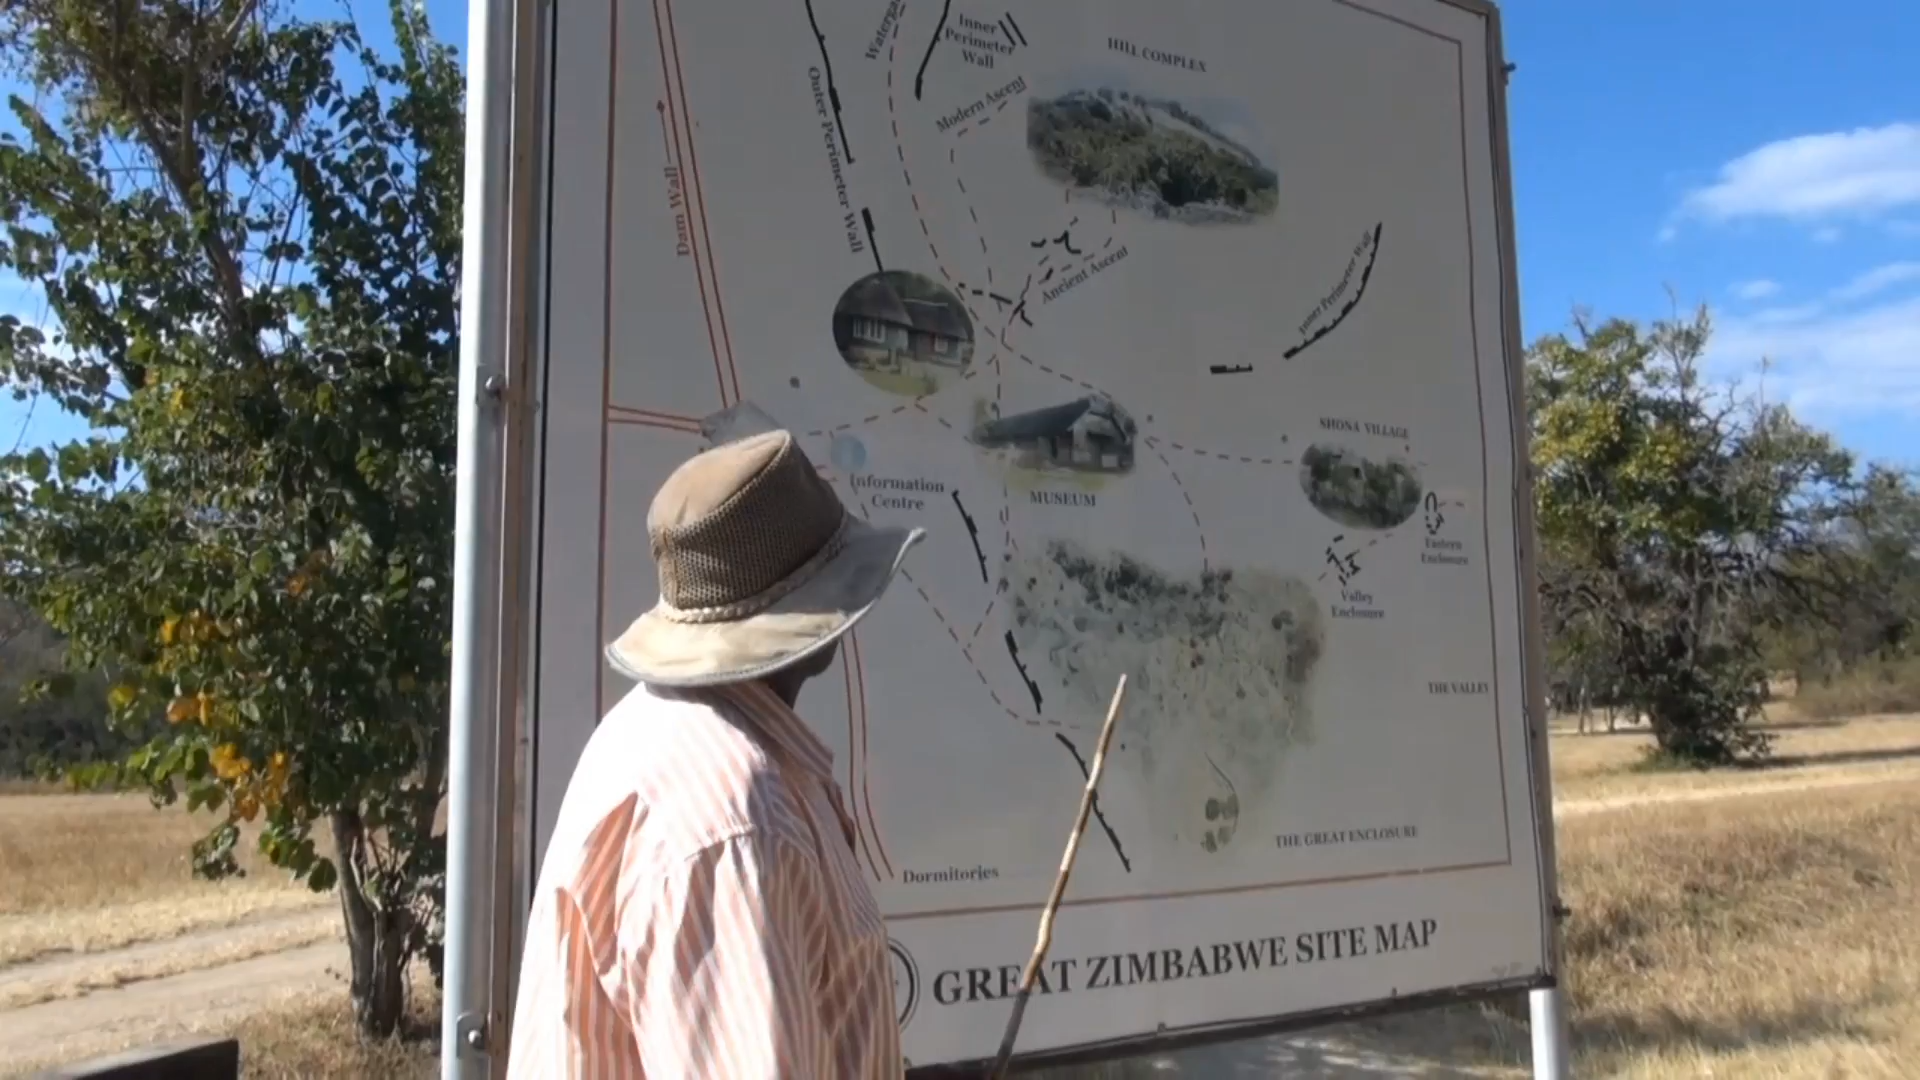 Inner
Perimeter
Wall
HILL COMPLEX
Modern Ascent
Outer Perimeter Wall
Dam Wall
Ancient Ascent
Inner Perimeter Wall
SHONA VILLAGE
Information
Centre
MUSEUM
Eastern
Enclosure
Valley
Enclosure
THE VALLEY
THE GREAT ENCLOSURE
Dormitories
GREAT ZIMBABWE SITE MAP